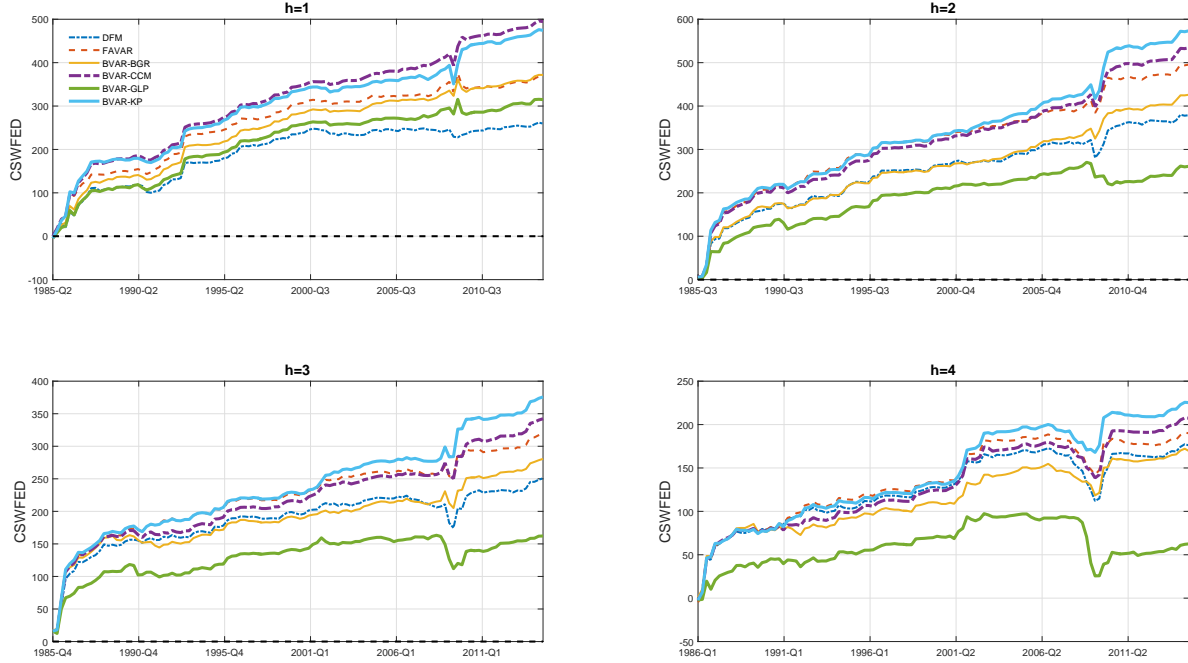 h=1
CSWFED
500
400
300
200
100
0
-100
DFM
FAVAR
BVAR-BGR
BVAR-CCM
BVAR-GLP
BVAR-KP
1985-Q2
1990-Q2
1995-Q2
2000-Q3
2005-Q3
2010-Q3
h=2
CSWFED
600
500
400
300
200
100
0
1985-Q3
1990-Q3
1995-Q3
2000-Q4
2005-Q4
2010-Q4
h=3
CSWFED
400
350
300
250
200
150
100
50
0
1985-Q4
1990-Q4
1995-Q4
2001-Q1
2006-Q1
2011-Q1
h=4
CSWFED
250
200
150
100
50
0
-50
1986-Q1
1991-Q1
1996-Q1
2001-Q2
2006-Q2
2011-Q2